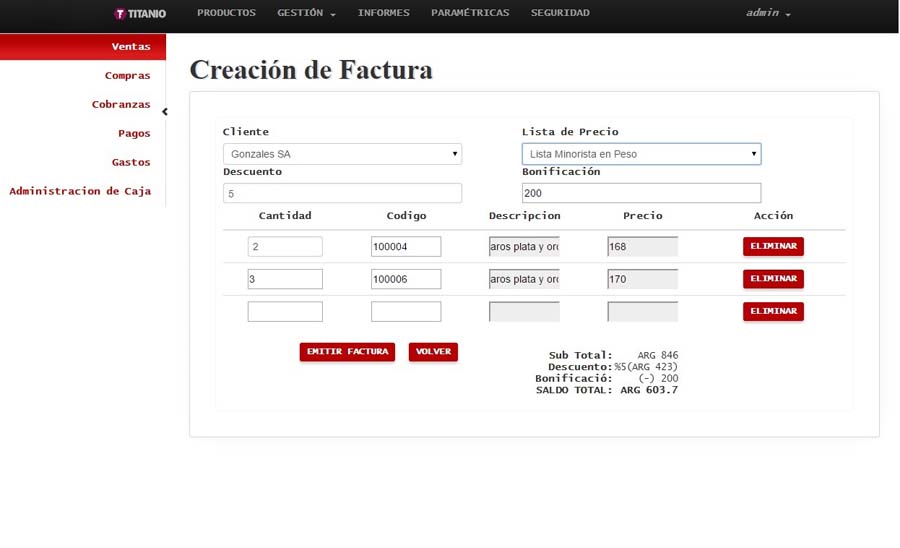 TITANIO PRODUCTOS GESTIÓN INFORMES PARAMÉTRICAS SEGURIDAD admin
Ventas
Compras
Cobranzas
Pagos
Gastos
Administracion de Caja
Creación de Factura
Cliente Lista de Precio
Gonzales SA Lista Minorista en Peso
Descuento Bonificación
5 200
Cantidad Codigo Descripcion Precio Acción
2 100004 aros plata y oro 168 ELIMINAR
3 100006 aros plata y oro 170 ELIMINAR
ELIMINAR
EMITIR FACTURA VOLVER
Sub Total: ARG 846
Descuento: %5(ARG 423)
Bonificació: (-) 200
SALDO TOTAL: ARG 603.7